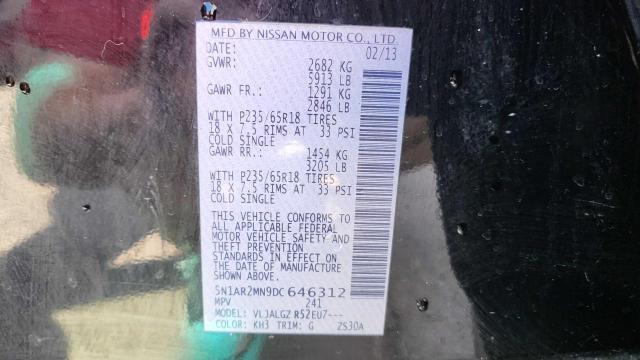 MFD BY NISSAN MOTOR CO., LTD.
DATE: 02/13
GVWR: 2682 KG
5913 LB
GAWR FR.: 1291 KG
2846 LB
WITH P235/65R18 TIRES
18 X 7.5 RIMS AT 33 PSI
COLD SINGLE
GAWR RR.: 1454 KG
3205 LB
WITH P235/65R18 TIRES
18 X 7.5 RIMS AT 33 PSI
COLD SINGLE
THIS VEHICLE CONFORMS TO
ALL APPLICABLE FEDERAL
MOTOR VEHICLE SAFETY AND
THEFT PREVENTION
STANDARDS IN EFFECT ON
THE DATE OF MANUFACTURE
SHOWN ABOVE.
5N1AR2MN9DC646312
MPV 241
MODEL: VLJALGZ R52EU7---
COLOR: KH3 TRIM: G 2S30A